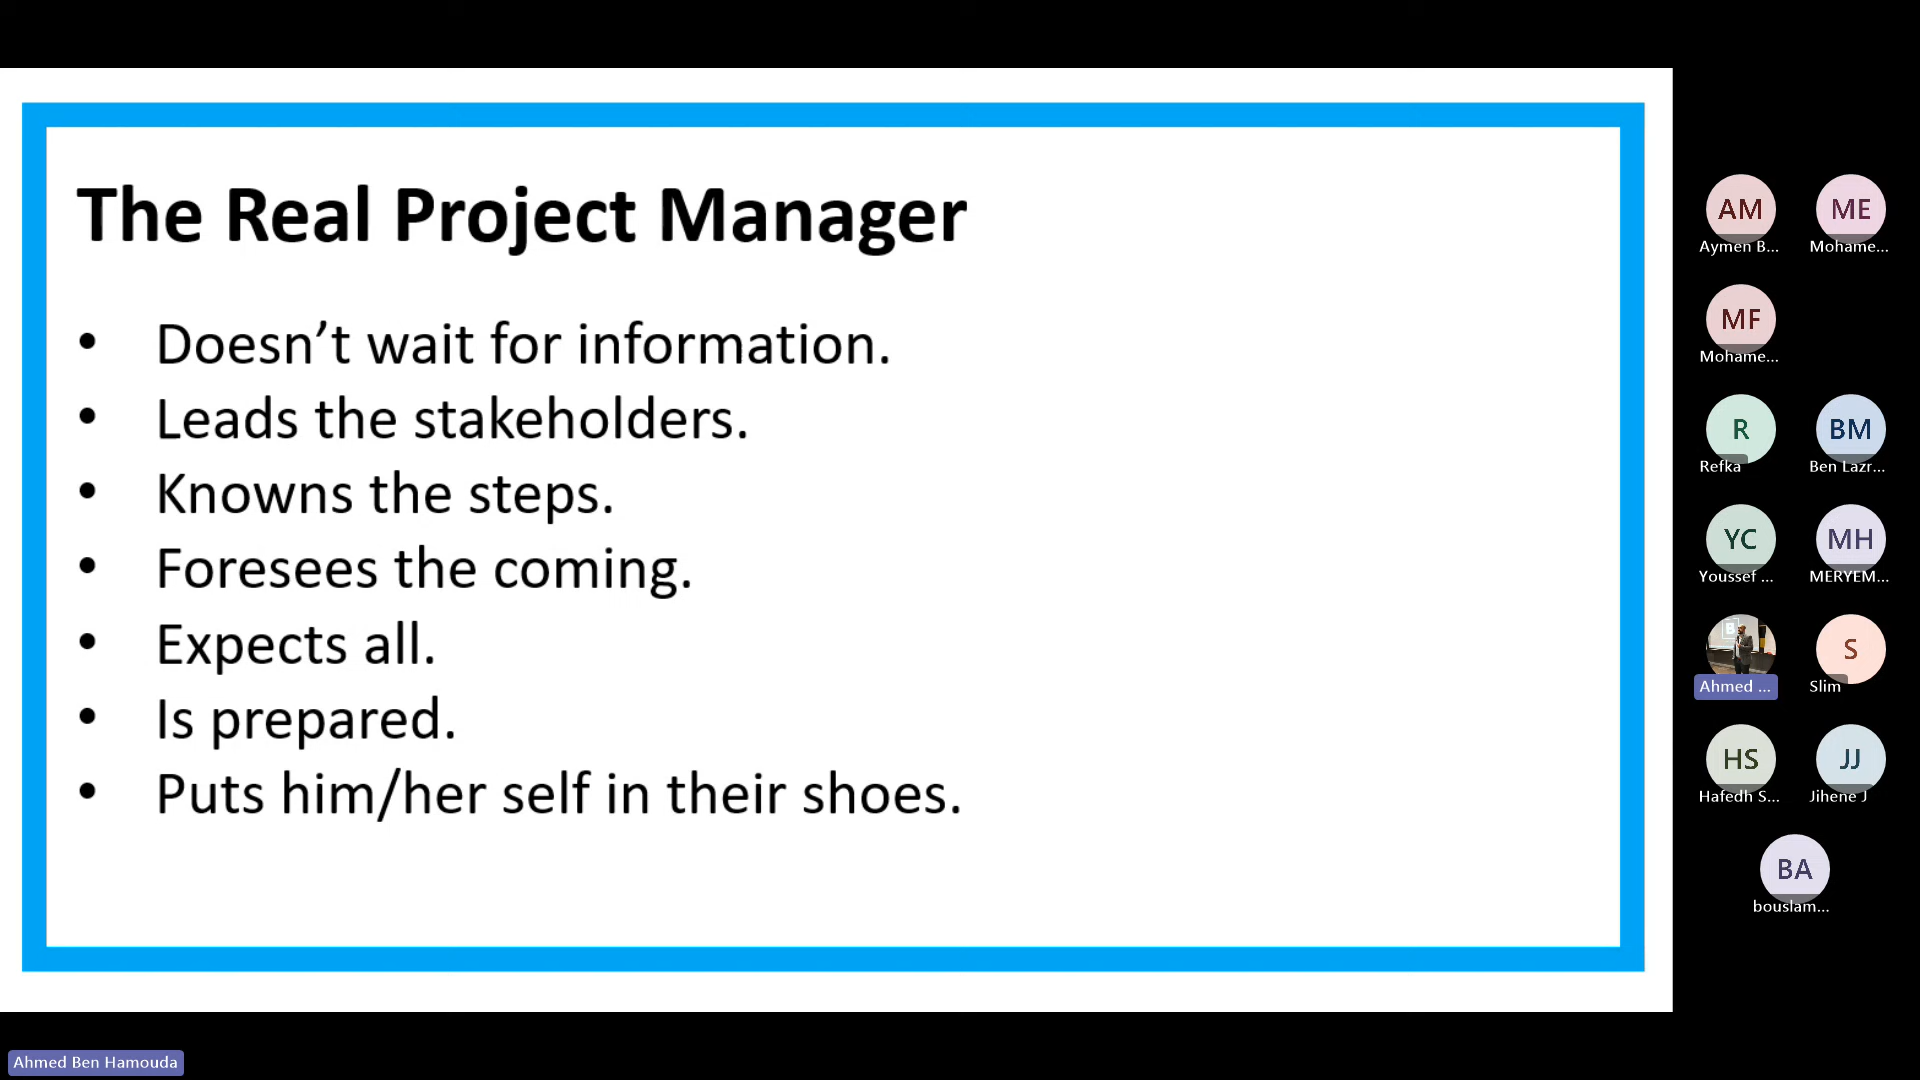 The Real Project Manager
• Doesn’t wait for information.
• Leads the stakeholders.
• Knowns the steps.
• Foresees the coming.
• Expects all.
• Is prepared.
• Puts him/her self in their shoes.
AM
Aymen B...
ME
Mohame...
MF
Mohame...
R
Refka
BM
Ben Lazr...
YC
Youssef ...
MH
MERYEM...
Ahmed ...
S
Slim
HS
Hafedh S...
JJ
Jihene J
BA
bouslam...
Ahmed Ben Hamouda